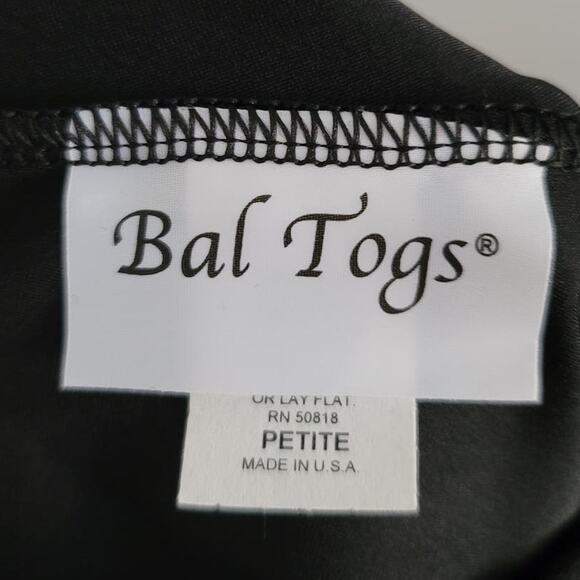 Bal Togs®
OR LAY FLAT.
RN 50818
PETITE
MADE IN U.S.A.